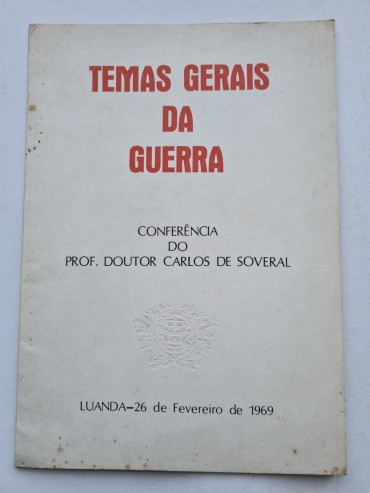 TEMAS GERAIS
DA
GUERRA
CONFERÊNCIA
DO
PROF. DOUTOR CARLOS DE SOVERAL
LUANDA-26 de Fevereiro de 1969